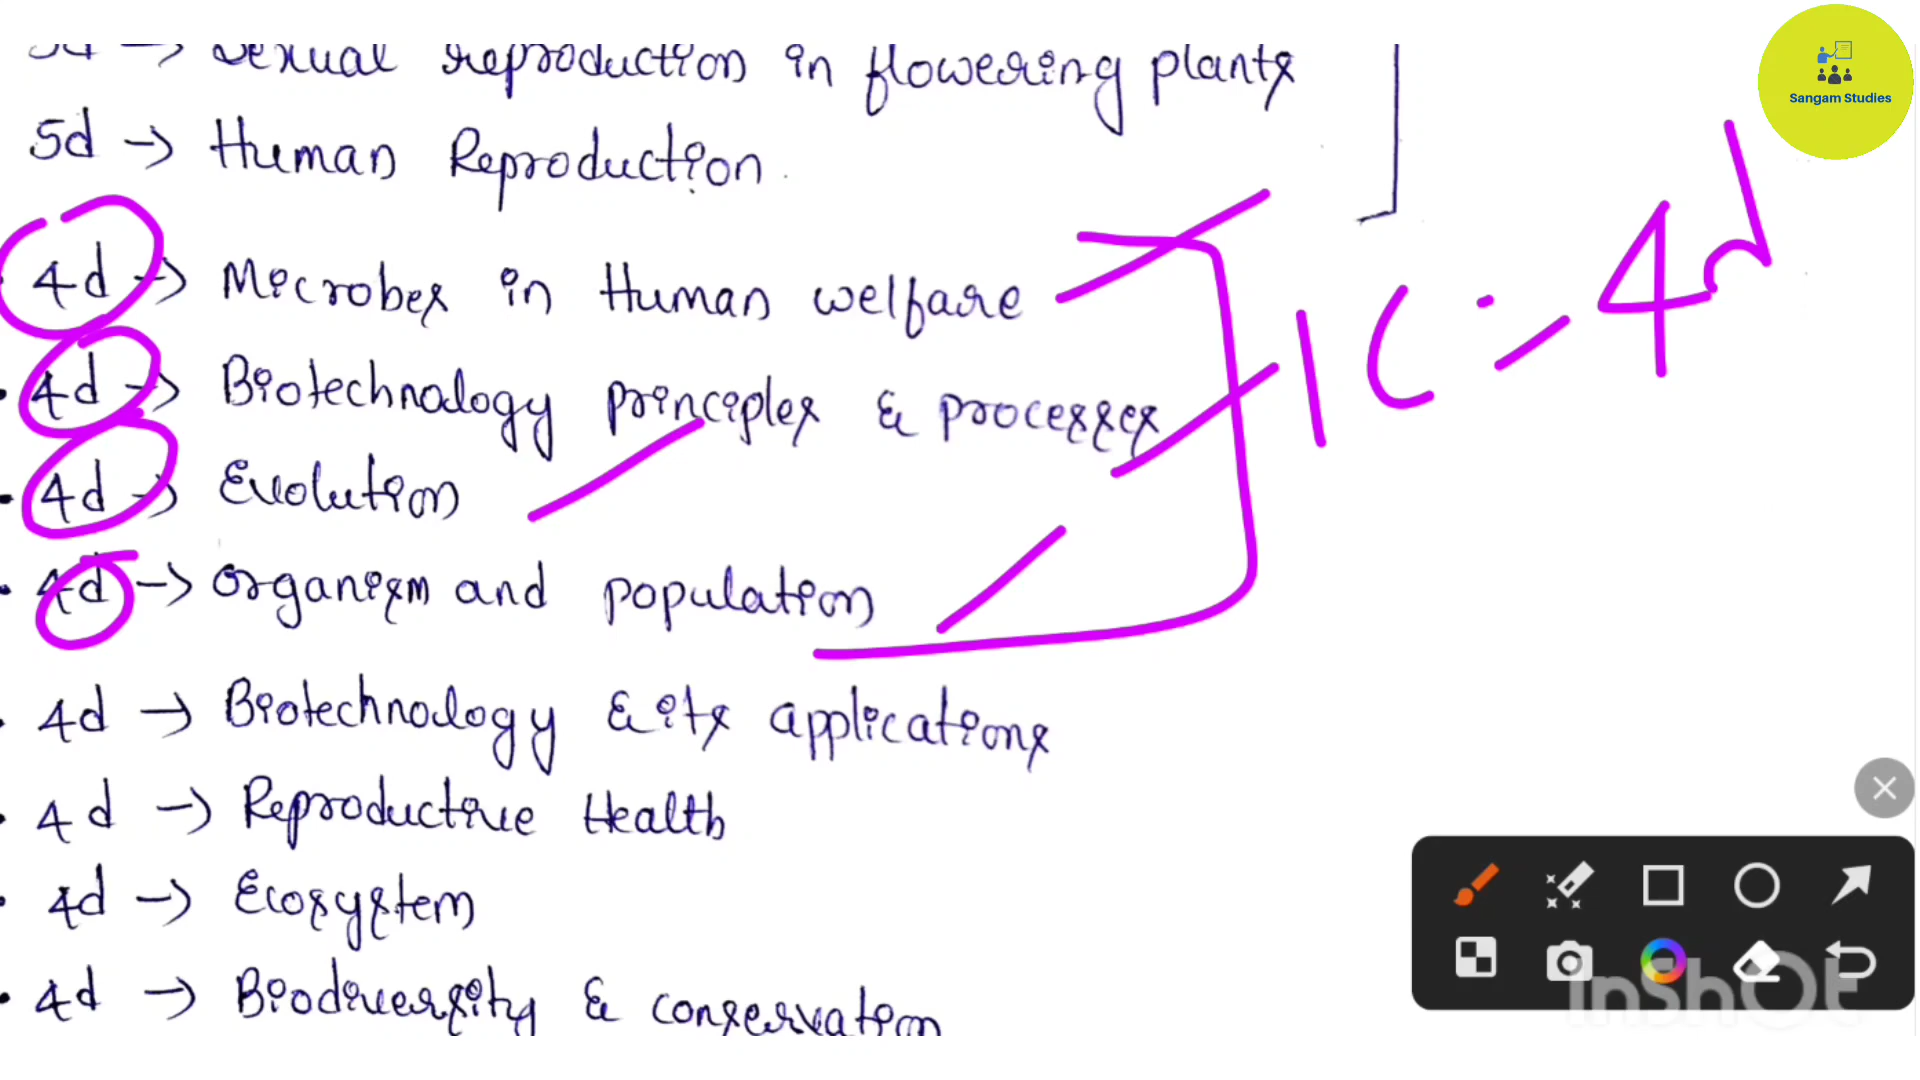 5d → Sexual reproduction in flowering plants
5d → Human Reproduction
4d → Microbes in Human welfare
4d → Biotechnology principles & processes
4d → Evolution
4d → Organism and population
4d → Biotechnology & its applications
4d → Reproductive Health
4d → Ecosystem
4d → Biodiversity & conservation
1C = 4d
Sangam Studies
InShOt